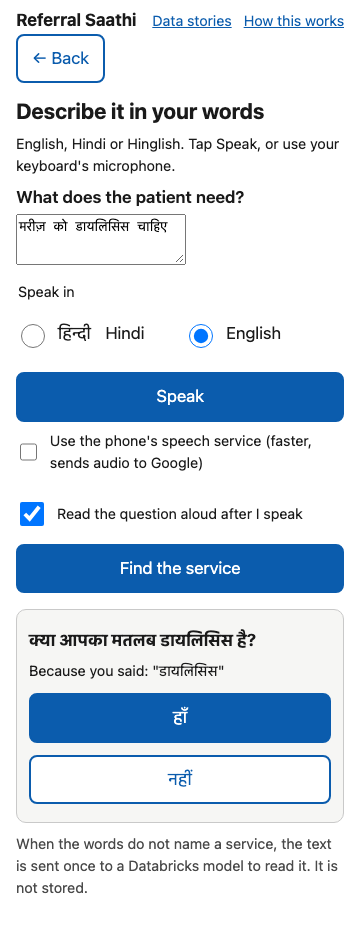 Referral Saathi Data stories How this works
← Back
Describe it in your words
English, Hindi or Hinglish. Tap Speak, or use your
keyboard's microphone.
What does the patient need?
मरीज़ को डायलिसिस चाहिए
Speak in
हिन्दी Hindi English
Speak
Use the phone's speech service (faster,
sends audio to Google)
Read the question aloud after I speak
Find the service
क्या आपका मतलब डायलिसिस है?
Because you said: "डायलिसिस"
हाँ
नहीं
When the words do not name a service, the text
is sent once to a Databricks model to read it. It is
not stored.